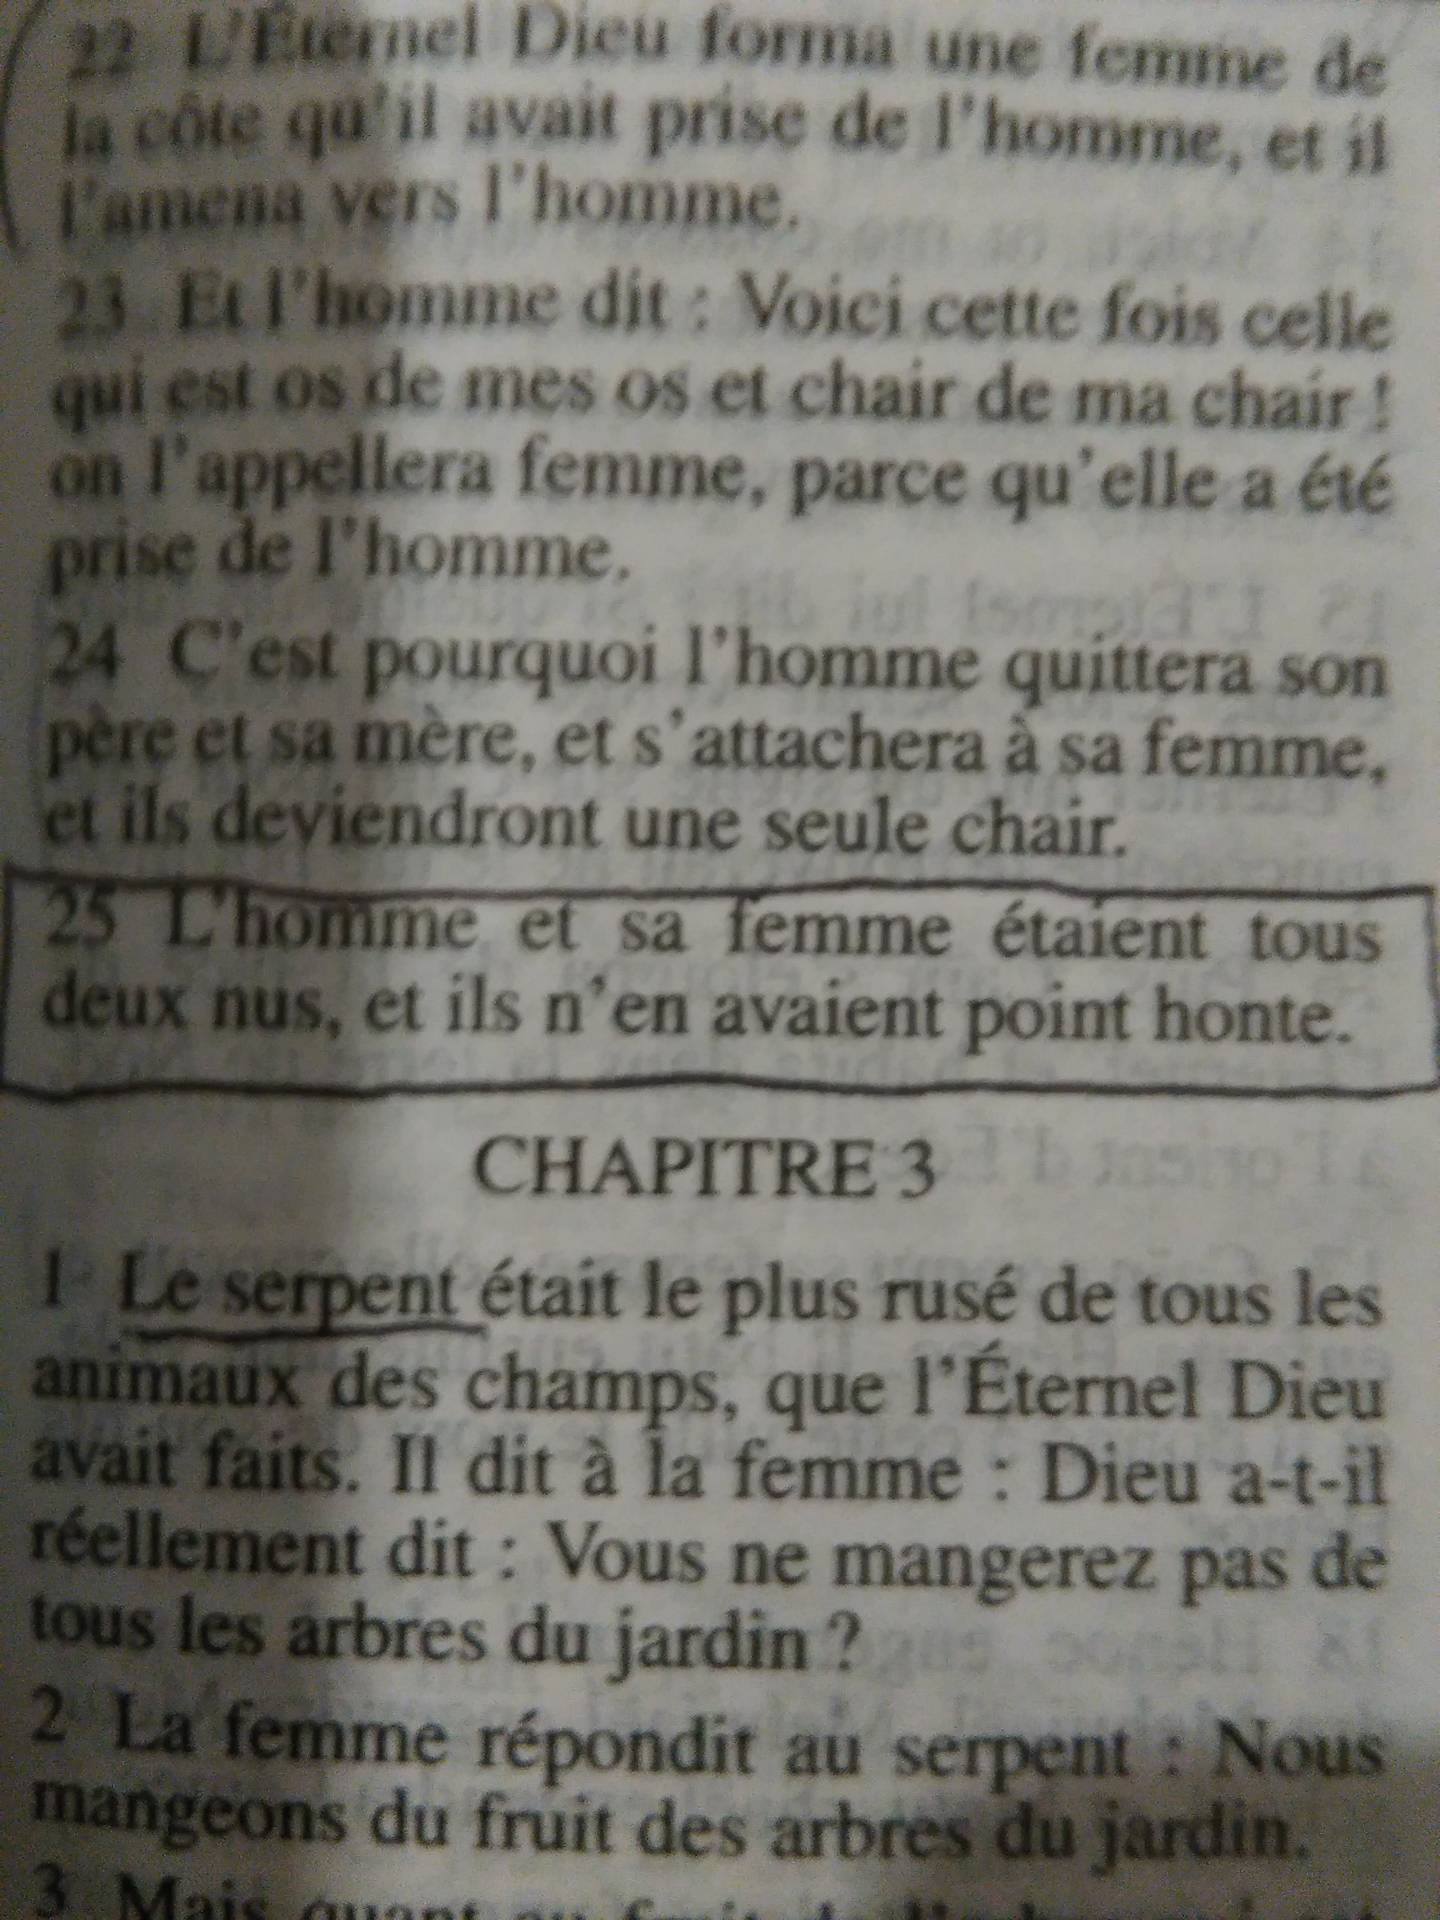 22 L'Éternel Dieu forma une femme de
la côte qu'il avait prise de l'homme, et il
l'amena vers l'homme.
23 Et l'homme dit : Voici cette fois celle
qui est os de mes os et chair de ma chair !
on l'appellera femme, parce qu'elle a été
prise de l'homme.
24 C'est pourquoi l'homme quittera son
père et sa mère, et s'attachera à sa femme,
et ils deviendront une seule chair.
25 L'homme et sa femme étaient tous
deux nus, et ils n'en avaient point honte.
CHAPITRE 3
1 Le serpent était le plus rusé de tous les
animaux des champs, que l'Éternel Dieu
avait faits. Il dit à la femme : Dieu a-t-il
réellement dit : Vous ne mangerez pas de
tous les arbres du jardin ?
2 La femme répondit au serpent : Nous
mangeons du fruit des arbres du jardin.
3 Mais quant au